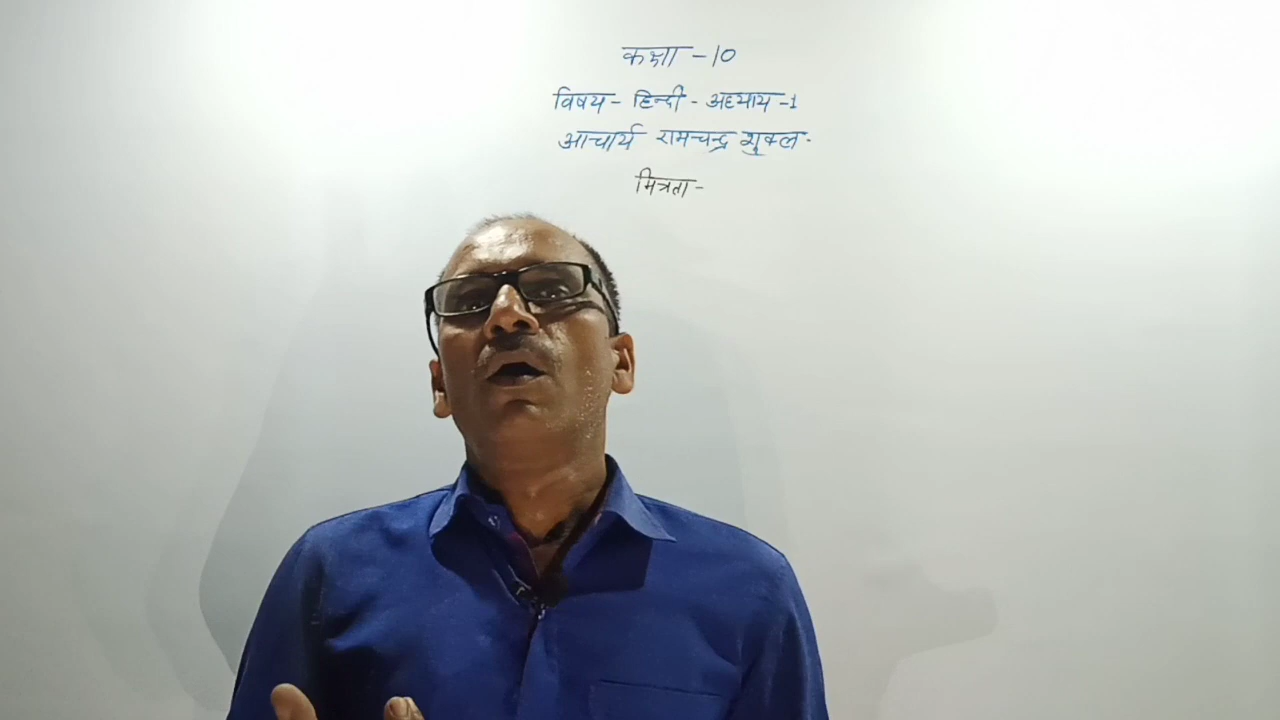 कक्षा - 10
विषय - हिन्दी - अध्याय - 1
आचार्य रामचन्द्र शुक्ल.
मित्रता -